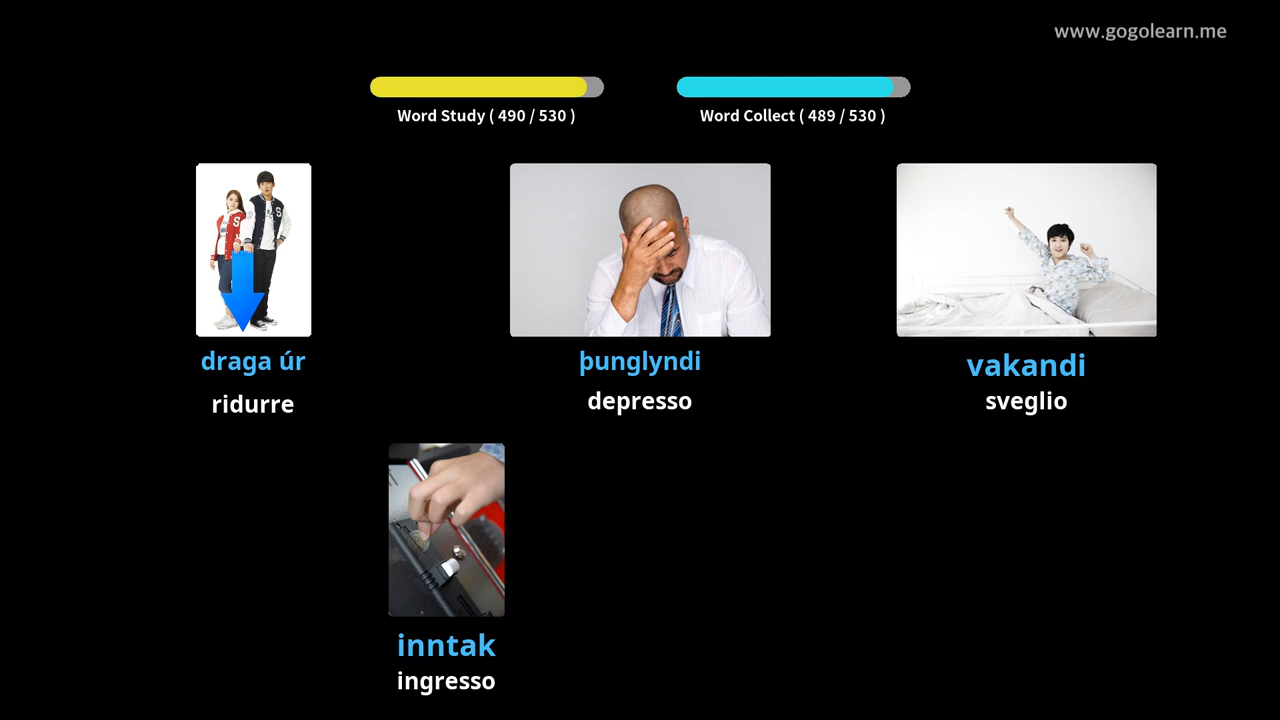 www.gogolearn.me
Word Study ( 490 / 530 )
Word Collect ( 489 / 530 )
S
S
draga úr
ridurre
þunglyndi
depresso
vakandi
sveglio
inntak
ingresso